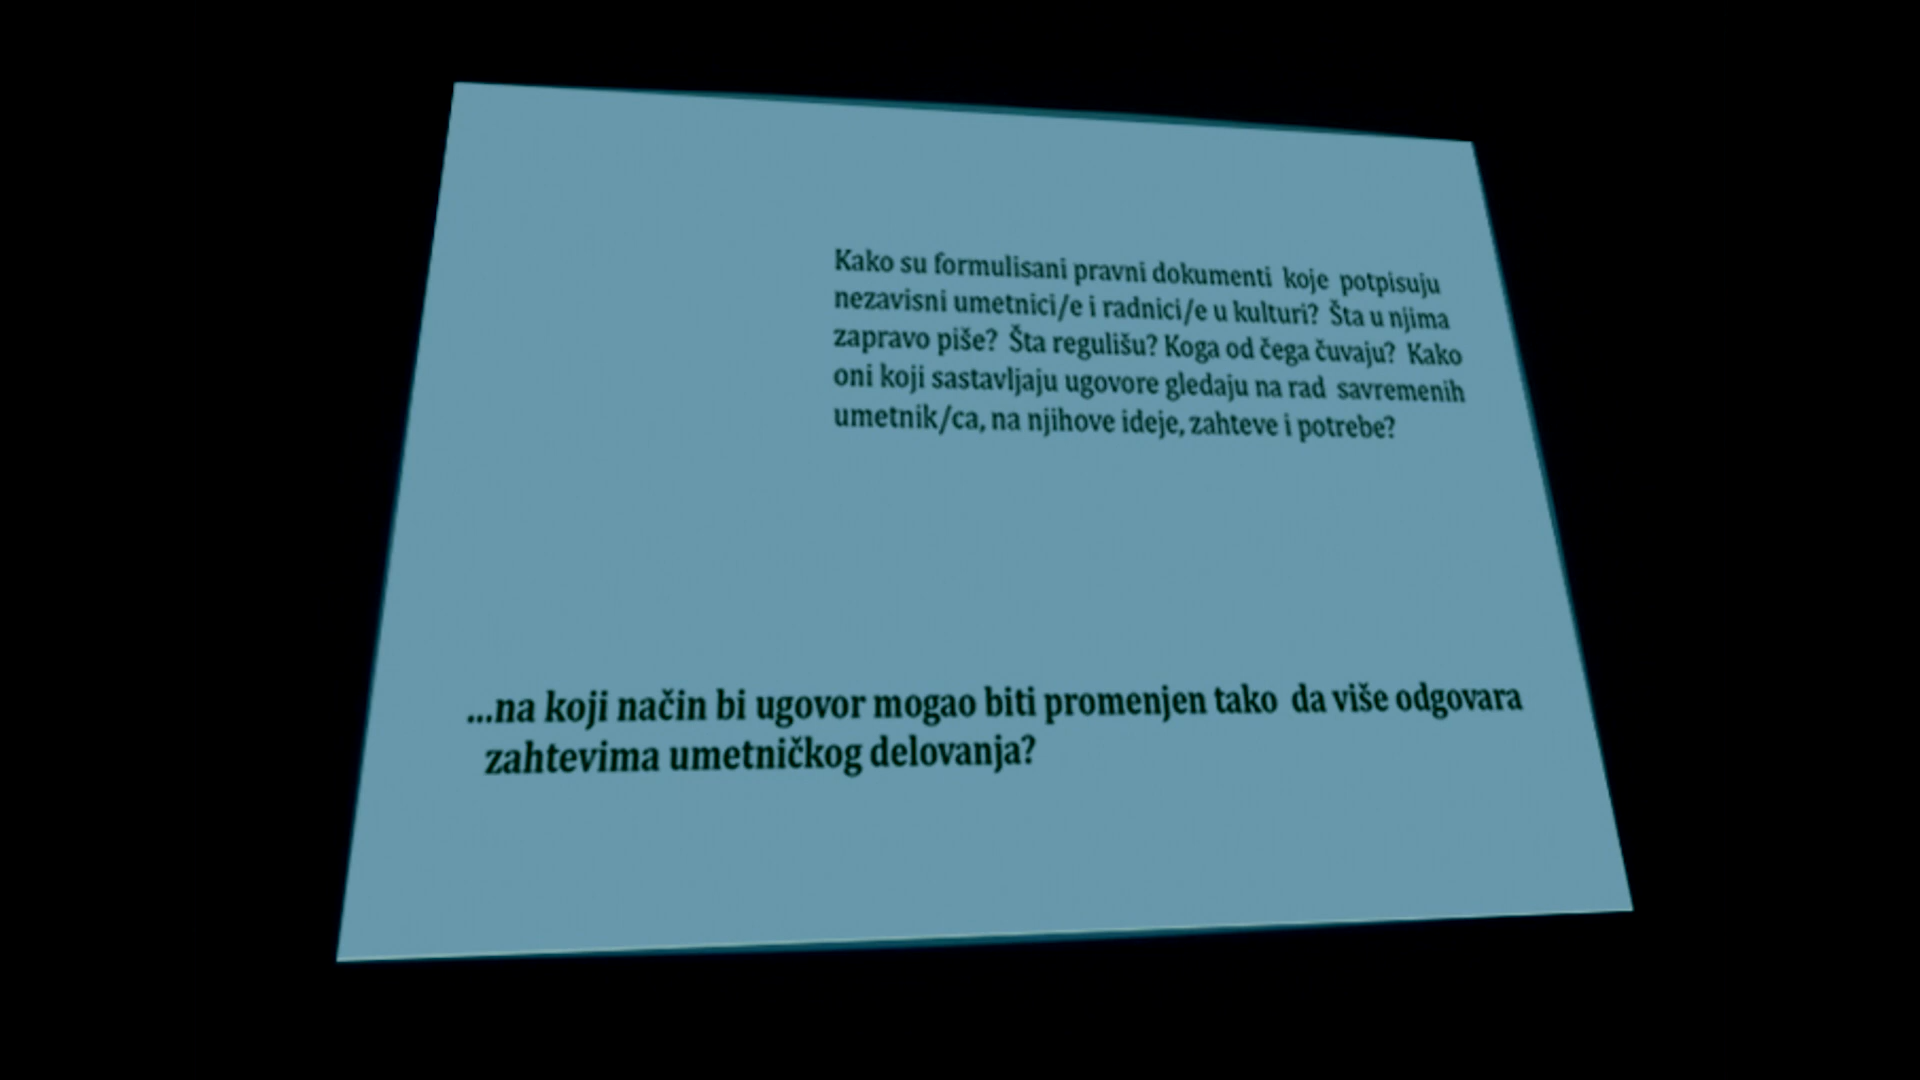 Kako su formulisani pravni dokumenti koje potpisuju
nezavisni umetnici/e i radnici/e u kulturi? Šta u njima
zapravo piše? Šta regulišu? Koga od čega čuvaju? Kako
oni koji sastavljaju ugovore gledaju na rad savremenih
umetnik/ca, na njihove ideje, zahteve i potrebe?
...na koji način bi ugovor mogao biti promenjen tako da više odgovara
zahtevima umetničkog delovanja?